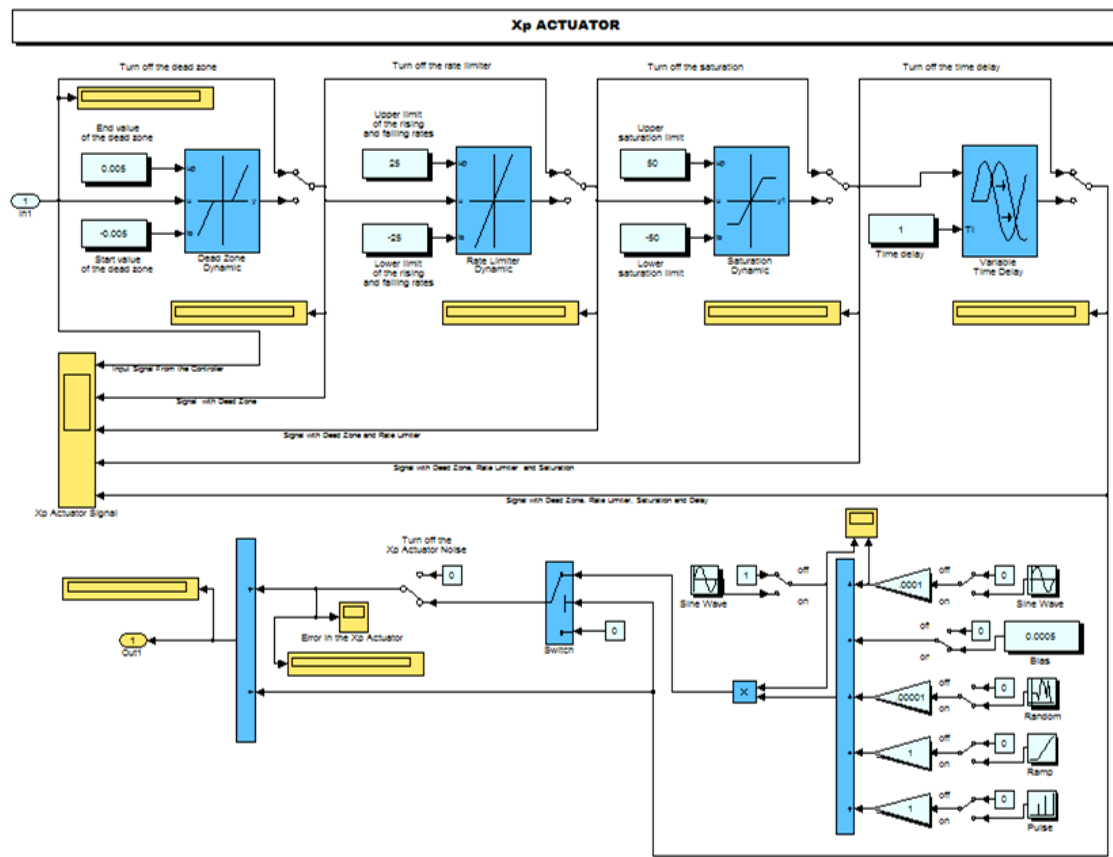 Xp ACTUATOR
Turn off the dead zone
Turn off the rate limiter
Turn off the saturation
Turn off the time delay
End value
of the dead zone
0.005
up
u
lo
y
1
In1
-0.005
Start value
of the dead zone
Dead Zone
Dynamic
Upper limit
of the rising
and falling rates
25
up
u
lo
-25
Lower limit
of the rising
and falling rates
Rate Limiter
Dynamic
Upper
saturation limit
50
up
u
lo
y1
-50
Lower
saturation limit
Saturation
Dynamic
1
Time delay
Variable
Time Delay
Input Signal From the Controller
Signal with Dead Zone
Signal with Dead Zone and Rate Limiter
Signal with Dead Zone, Rate Limiter and Saturation
Signal with Dead Zone, Rate Limiter, Saturation and Delay
Xp Actuator Signal
Turn off the
Xp Actuator Noise
0
Error in the Xp Actuator
1
Out1
Switch
0
Sine Wave
1
off
on
.0001
off
on
0
Sine Wave
off
on
0
0.0005
Bias
.00001
off
on
0
Random
1
off
on
0
Ramp
1
off
on
0
Pulse